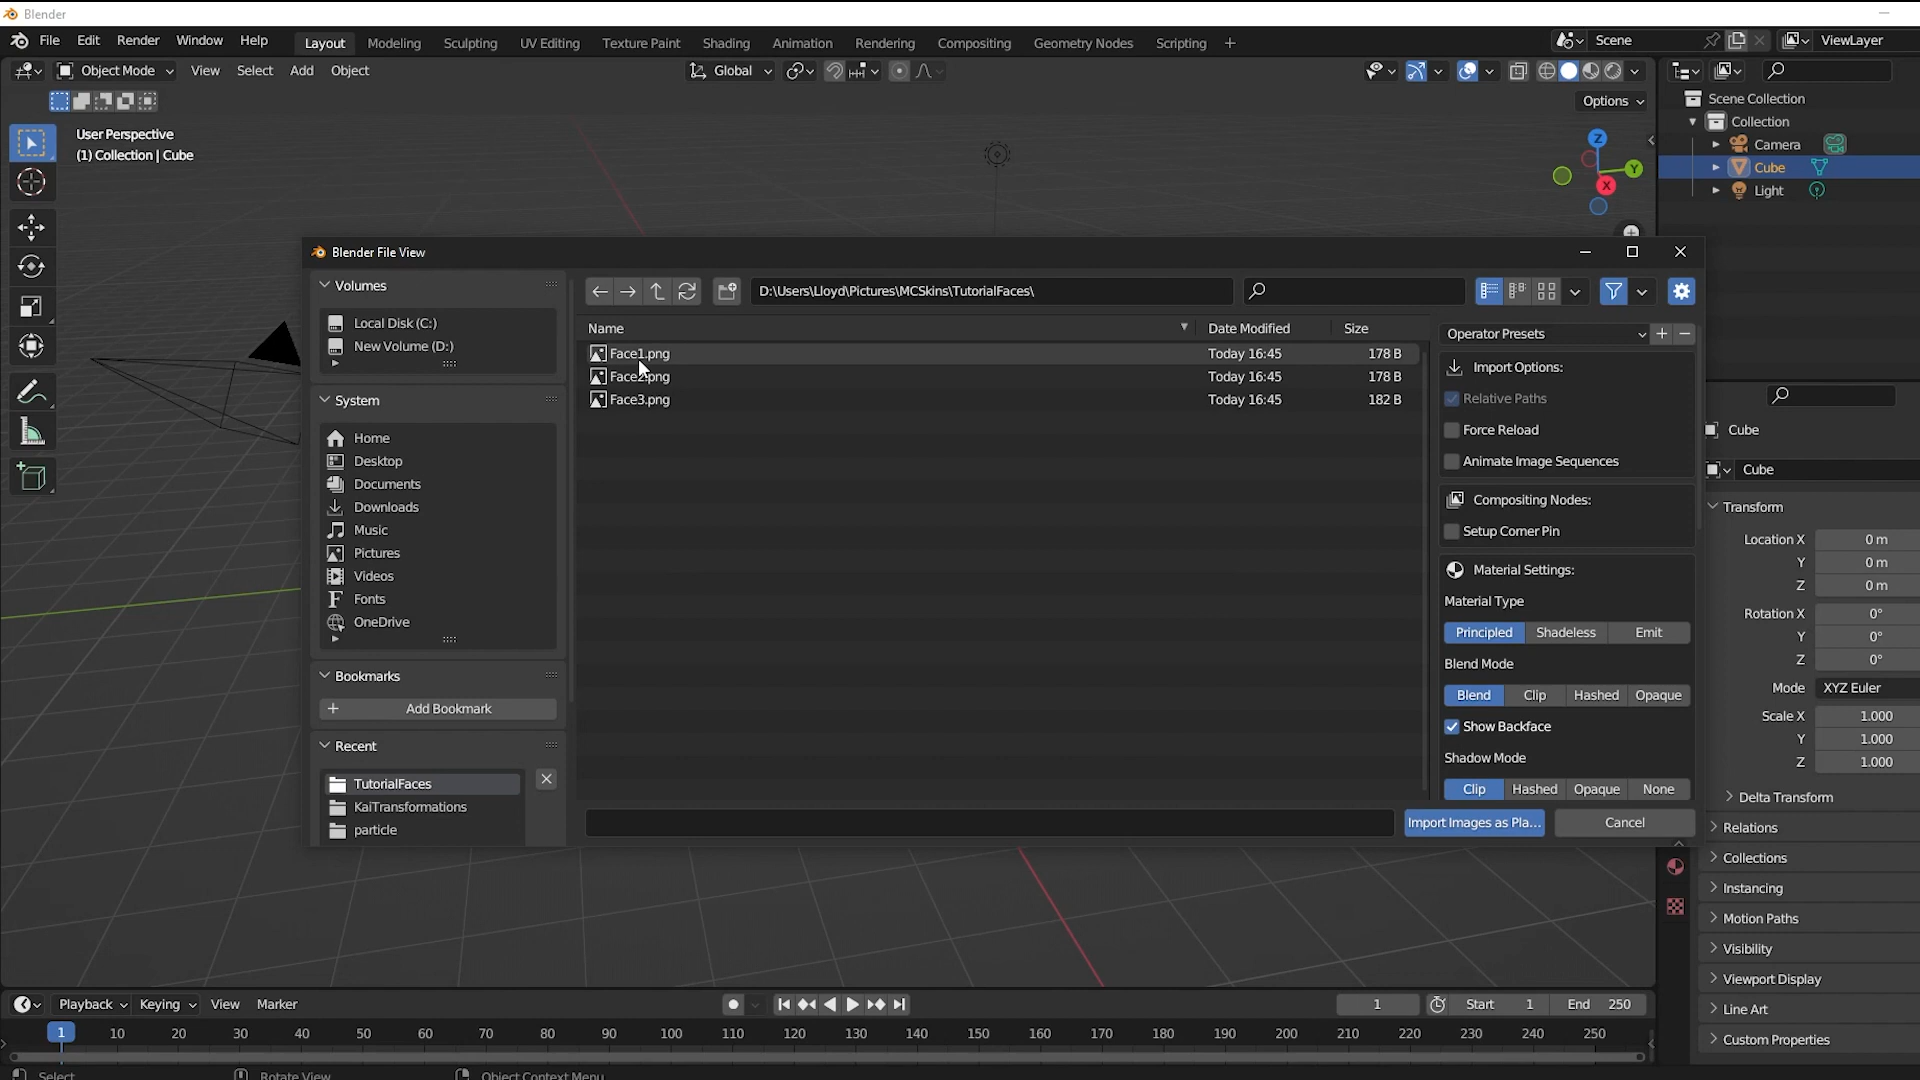 Blender
File Edit Render Window Help Layout Modeling Sculpting UV Editing Texture Paint Shading Animation Rendering Compositing Geometry Nodes Scripting + Scene ViewLayer
Object Mode View Select Add Object Global
Options
User Perspective
(1) Collection | Cube
Z
Y
X
Scene Collection
Collection
Camera
Cube
Light
Blender File View
Volumes
Local Disk (C:)
New Volume (D:)
System
Home
Desktop
Documents
Downloads
Music
Pictures
Videos
Fonts
OneDrive
Bookmarks
+ Add Bookmark
Recent
TutorialFaces
KaiTransformations
particle
D:\Users\Lloyd\Pictures\MCSkins\TutorialFaces\
Name Date Modified Size
Face1.png Today 16:45 178 B
Face2.png Today 16:45 178 B
Face3.png Today 16:45 182 B
Operator Presets
Import Options:
Relative Paths
Force Reload
Animate Image Sequences
Compositing Nodes:
Setup Corner Pin
Material Settings:
Material Type
Principled Shadeless Emit
Blend Mode
Blend Clip Hashed Opaque
Show Backface
Shadow Mode
Clip Hashed Opaque None
Import Images as Pla... Cancel
Cube
Cube
Transform
Location X 0 m
Y 0 m
Z 0 m
Rotation X 0°
Y 0°
Z 0°
Mode XYZ Euler
Scale X 1.000
Y 1.000
Z 1.000
Delta Transform
Relations
Collections
Instancing
Motion Paths
Visibility
Viewport Display
Line Art
Custom Properties
Playback Keying View Marker 1 Start 1 End 250
1 10 20 30 40 50 60 70 80 90 100 110 120 130 140 150 160 170 180 190 200 210 220 230 240 250
Select Rotate View Object Context Menu